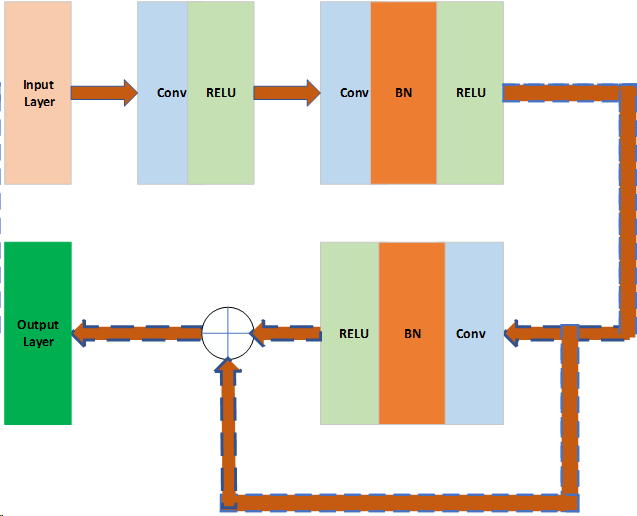 Input
Layer
Conv
RELU
Conv
BN
RELU
Output
Layer
RELU
BN
Conv